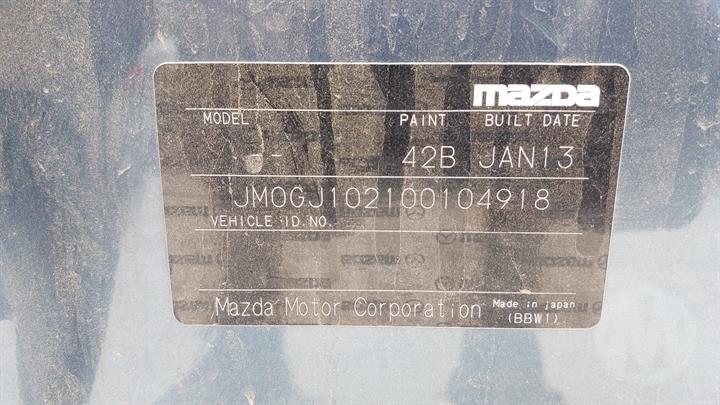 mazda
MODEL PAINT BUILT DATE
- 42B JAN13
JM0GJ102100104918
VEHICLE ID.NO.
Mazda Motor Corporation Made in japan
(BBW1)